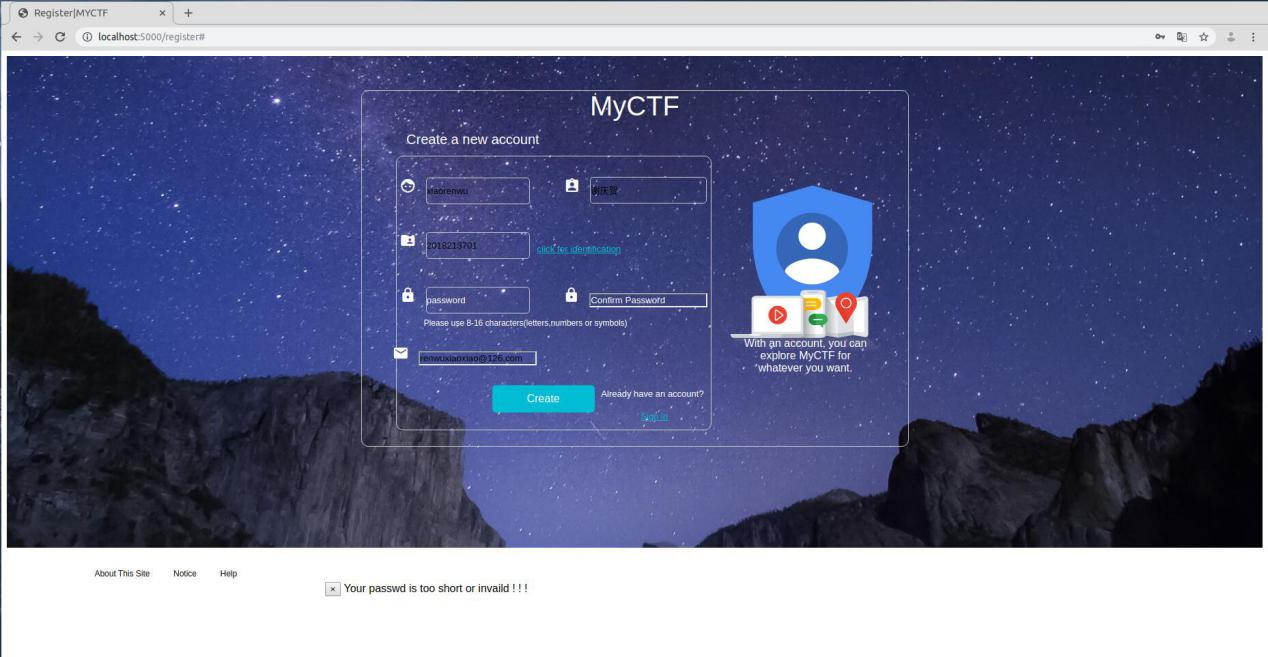 Register|MYCTF
localhost:5000/register#
MyCTF
Create a new account
xiaorenwu
谢庆贺
2018213701
click for identification
password
Confirm Password
Please use 8-16 characters(letters,numbers or symbols)
renwuxiaoxiao@126.com
Create
Already have an account?
Sign in
With an account, you can
explore MyCTF for
whatever you want.
About This Site
Notice
Help
× Your passwd is too short or invaild ! ! !